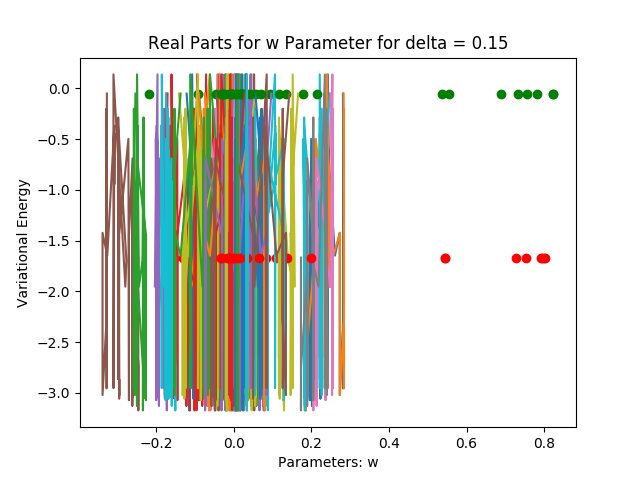 Real Parts for w Parameter for delta = 0.15
Variational Energy
0.0
−0.5
−1.0
−1.5
−2.0
−2.5
−3.0
−0.2 0.0 0.2 0.4 0.6 0.8
Parameters: w